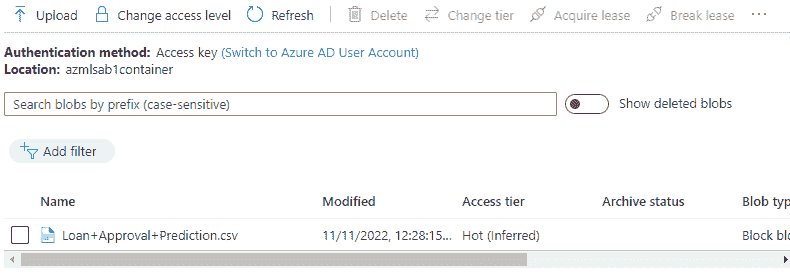 Upload Change access level Refresh Delete Change tier Acquire lease Break lease ...
Authentication method: Access key (Switch to Azure AD User Account)
Location: azmlsab1container
Search blobs by prefix (case-sensitive) Show deleted blobs
Add filter
Name Modified Access tier Archive status Blob typ
Loan+Approval+Prediction.csv 11/11/2022, 12:28:15... Hot (Inferred) Block blo